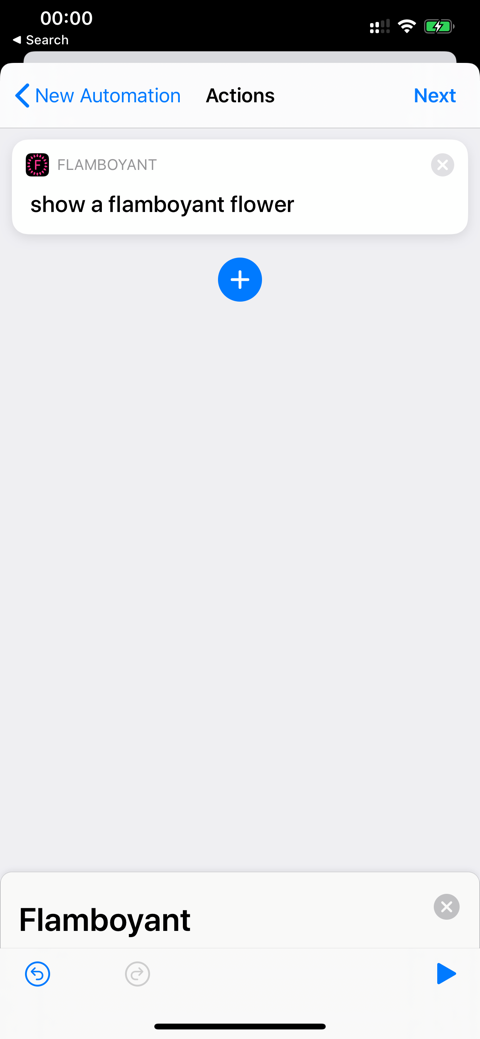 00:00
◀ Search
New Automation
Actions
Next
F
FLAMBOYANT
show a flamboyant flower
Flamboyant